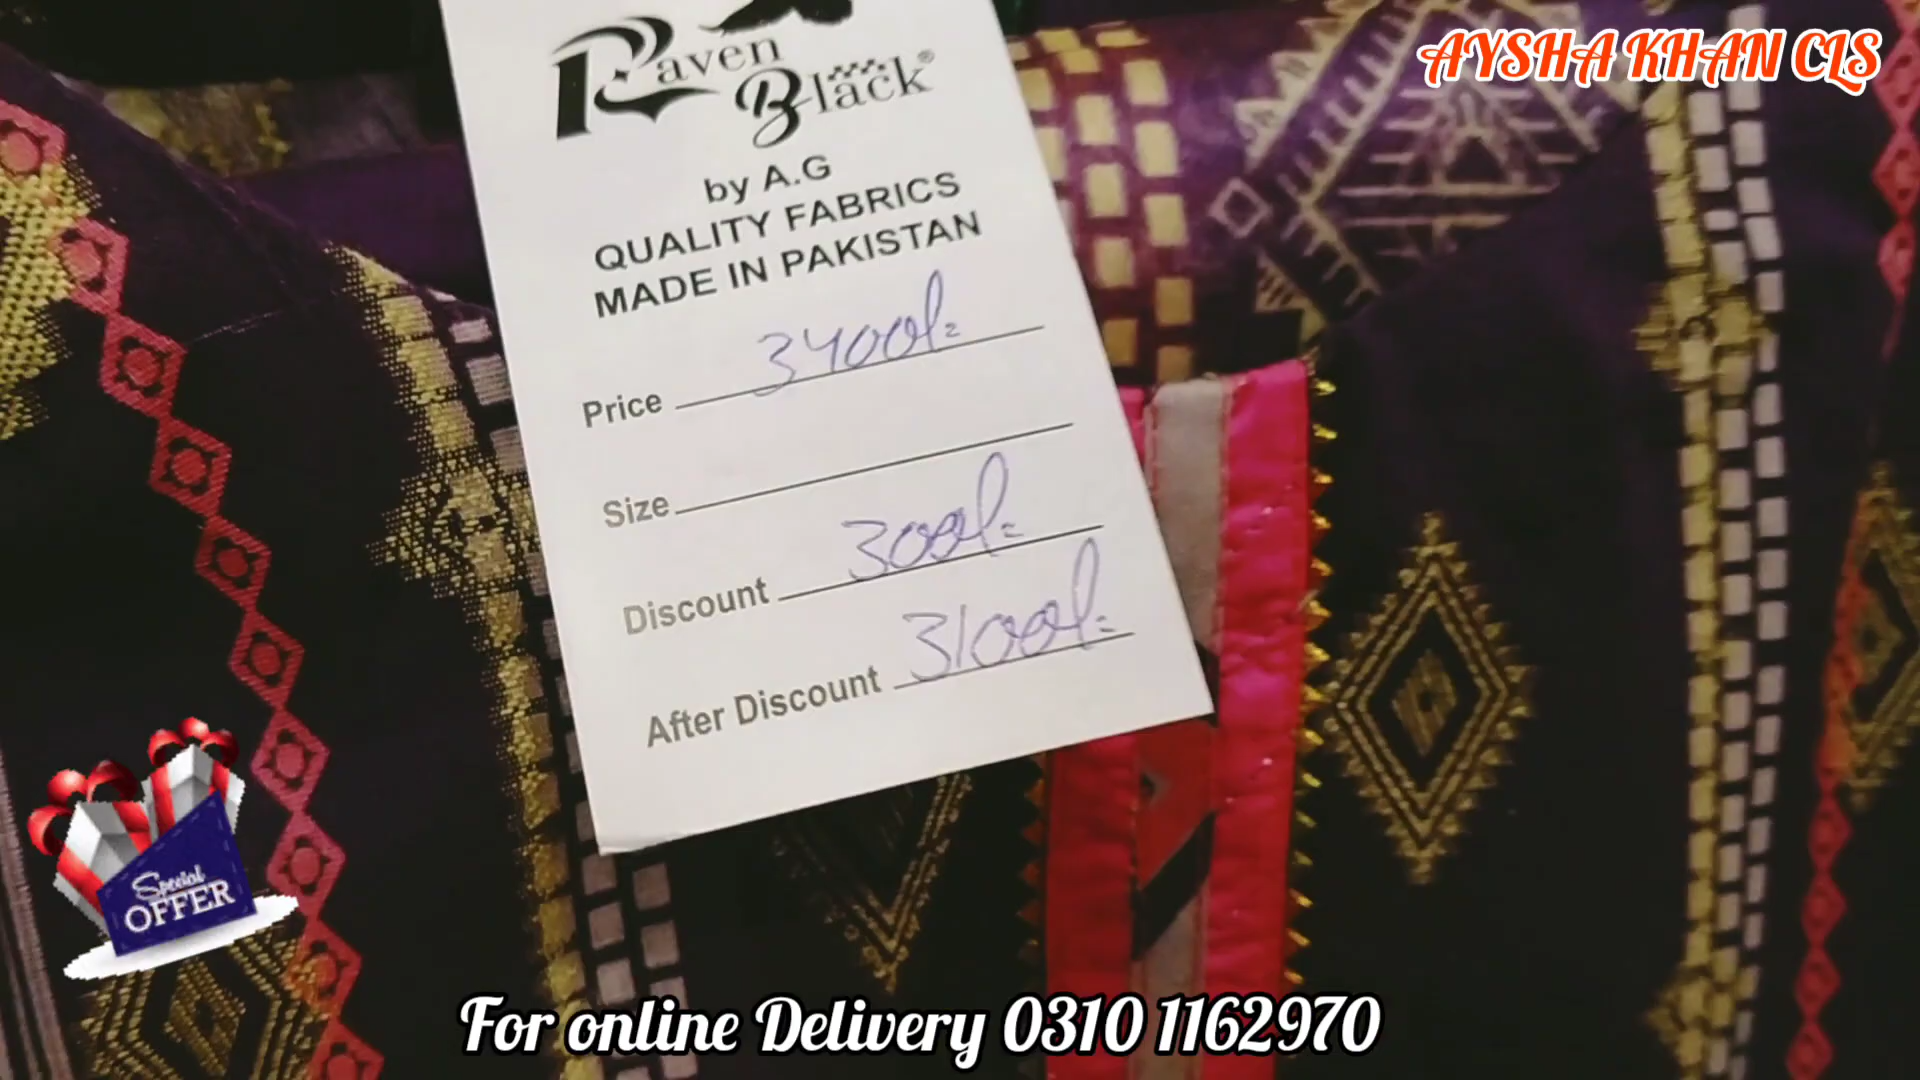 AYSHA KHAN CLS
Raven
Black®
by A.G
QUALITY FABRICS
MADE IN PAKISTAN
Price 3400/=
Size
Discount 300/=
After Discount 3100/=
Special
OFFER
For online Delivery 0310 1162970